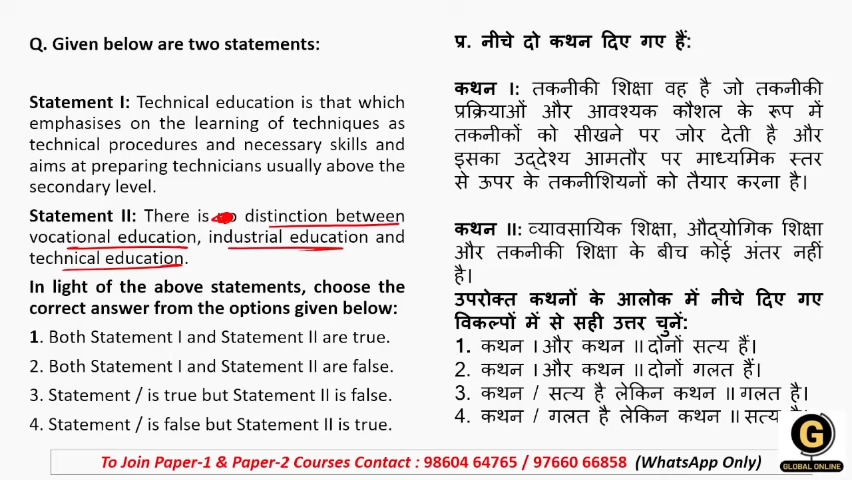 Q. Given below are two statements:
Statement I: Technical education is that which
emphasises on the learning of techniques as
technical procedures and necessary skills and
aims at preparing technicians usually above the
secondary level.
Statement II: There is distinction between
vocational education, industrial education and
technical education.
In light of the above statements, choose the
correct answer from the options given below:
1. Both Statement I and Statement II are true.
2. Both Statement I and Statement II are false.
3. Statement / is true but Statement II is false.
4. Statement / is false but Statement II is true.
प्र. नीचे दो कथन दिए गए हैं:
कथन I: तकनीकी शिक्षा वह है जो तकनीकी
प्रक्रियाओं और आवश्यक कौशल के रूप में
तकनीकों को सीखने पर जोर देती है और
इसका उद्देश्य आमतौर पर माध्यमिक स्तर
से ऊपर के तकनीशियनों को तैयार करना है।
कथन II: व्यावसायिक शिक्षा, औद्योगिक शिक्षा
और तकनीकी शिक्षा के बीच कोई अंतर नहीं
है।
उपरोक्त कथनों के आलोक में नीचे दिए गए
विकल्पों में से सही उत्तर चुनें:
1. कथन I और कथन II दोनों सत्य हैं।
2. कथन I और कथन II दोनों गलत हैं।
3. कथन / सत्य है लेकिन कथन II गलत है।
4. कथन / गलत है लेकिन कथन II सत्य है।
G
GLOBAL ONLINE
To Join Paper-1 & Paper-2 Courses Contact : 98604 64765 / 97660 66858 (WhatsApp Only)